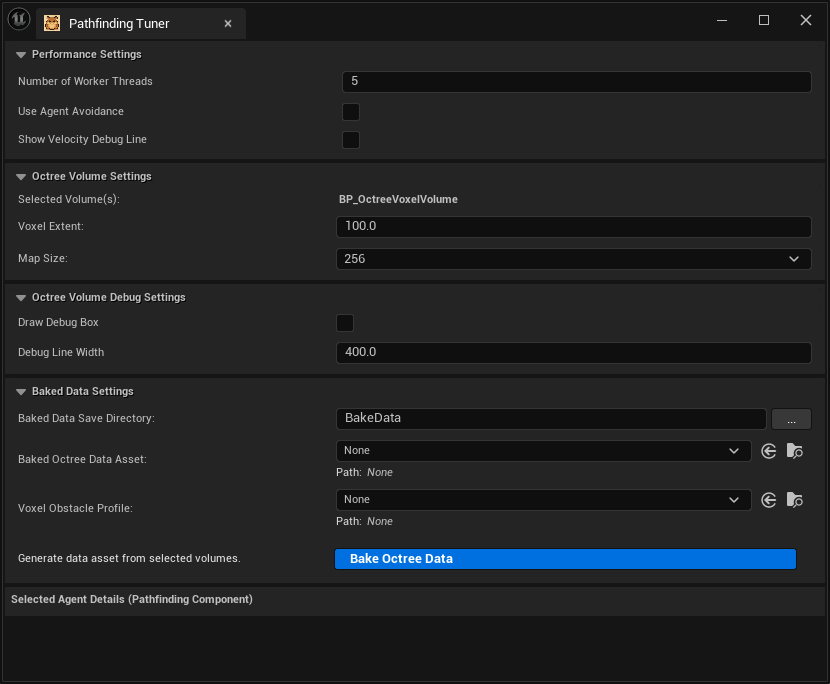 Pathfinding Tuner
Performance Settings
Number of Worker Threads
5
Use Agent Avoidance
Show Velocity Debug Line
Octree Volume Settings
Selected Volume(s):
BP_OctreeVoxelVolume
Voxel Extent:
100.0
Map Size:
256
Octree Volume Debug Settings
Draw Debug Box
Debug Line Width
400.0
Baked Data Settings
Baked Data Save Directory:
BakeData
...
Baked Octree Data Asset:
None
Path: None
Voxel Obstacle Profile:
None
Path: None
Generate data asset from selected volumes.
Bake Octree Data
Selected Agent Details (Pathfinding Component)